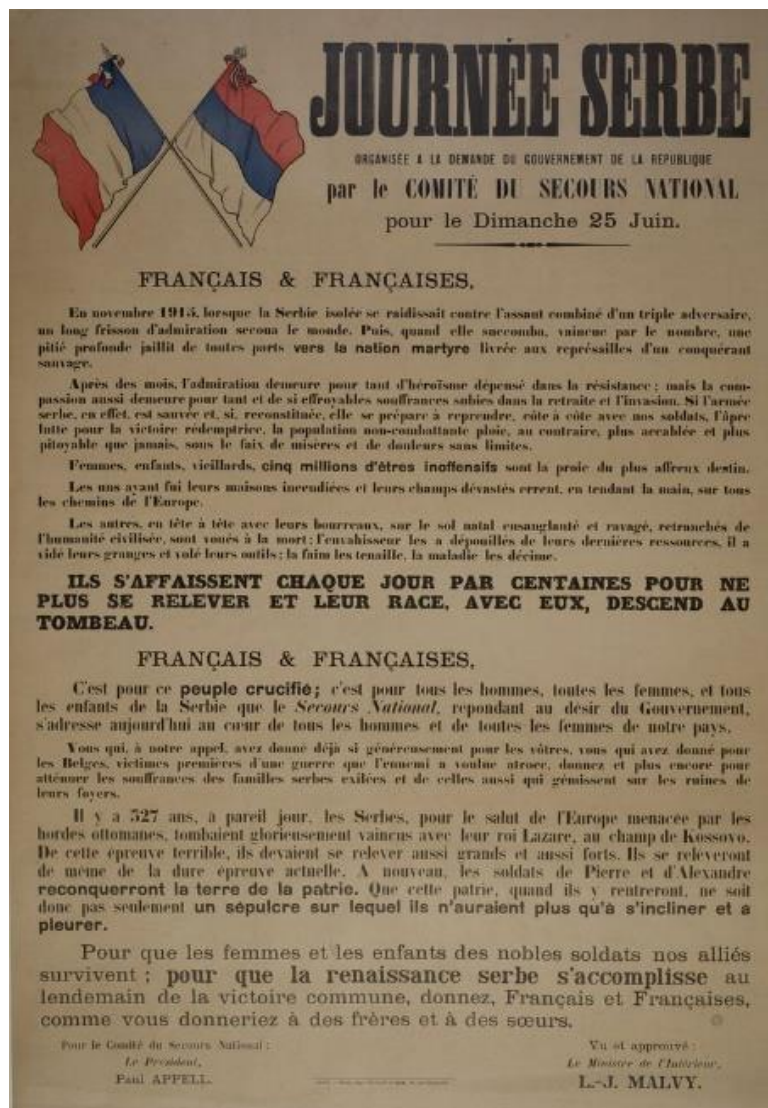 JOURNÉE SERBE
ORGANISÉE A LA DEMANDE DU GOUVERNEMENT DE LA REPUBLIQUE
par le COMITÉ DU SECOURS NATIONAL
pour le Dimanche 25 Juin.
FRANÇAIS & FRANÇAISES,
En novembre 1915, lorsque la Serbie isolée se raidissait contre l'assaut combiné d'un triple adversaire,
un long frisson d'admiration secoua le monde. Puis, quand elle succomba, vaincue par le nombre, une
pitié profonde jaillit de toutes parts vers la nation martyre livrée aux représailles d'un conquérant
sauvage.
Après des mois, l'admiration demeure pour tant d'héroïsme dépensé dans la résistance ; mais la com-
passion aussi demeure pour tant et de si effroyables souffrances subies dans la retraite et l'invasion. Si l'armée
serbe, en effet, est sauvée et, si, reconstituée, elle se prépare à reprendre, côte à côte avec nos soldats, l'âpre
lutte pour la victoire rédemptrice, la population non-combattante ploie, au contraire, plus accablée et plus
pitoyable que jamais, sous le faix de misères et de douleurs sans limites.
Femmes, enfants, vieillards, cinq millions d'êtres inoffensifs sont la proie du plus affreux destin.
Les uns ayant fui leurs maisons incendiées et leurs champs dévastés errent, en tendant la main, sur tous
les chemins de l'Europe.
Les autres, en tête à tête avec leurs bourreaux, sur le sol natal ensanglanté et ravagé, retranchés de
l'humanité civilisée, sont voués à la mort ; l'envahisseur les a dépouillés de leurs dernières ressources, il a
vidé leurs granges et volé leurs outils ; la faim les tenaille, la maladie les décime.
ILS S'AFFAISSENT CHAQUE JOUR PAR CENTAINES POUR NE
PLUS SE RELEVER ET LEUR RACE, AVEC EUX, DESCEND AU
TOMBEAU.
FRANÇAIS & FRANÇAISES,
C'est pour ce peuple crucifié ; c'est pour tous les hommes, toutes les femmes, et tous
les enfants de la Serbie que le Secours National, repondant au désir du Gouvernement,
s'adresse aujourd'hui au cœur de tous les hommes et de toutes les femmes de notre pays.
Vous qui, à notre appel, avez donné déjà si généreusement pour les vôtres, vous qui avez donné pour
les Belges, victimes premières d'une guerre que l'ennemi a voulue atroce, donnez et plus encore pour
atténuer les souffrances des familles serbes exilées et de celles aussi qui gémissent sur les ruines de
leurs foyers.
Il y a 527 ans, à pareil jour, les Serbes, pour le salut de l'Europe menacée par les
hordes ottomanes, tombaient glorieusement vaincus avec leur roi Lazare, au champ de Kossovo.
De cette épreuve terrible, ils devaient se relever aussi grands et aussi forts. Ils se releveront
de même de la dure épreuve actuelle. A nouveau, les soldats de Pierre et d'Alexandre
reconquerront la terre de la patrie. Que cette patrie, quand ils y rentreront, ne soit
donc pas seulement un sépulcre sur lequel ils n'auraient plus qu'à s'incliner et a
pleurer.
Pour que les femmes et les enfants des nobles soldats nos alliés
survivent ; pour que la renaissance serbe s'accomplisse au
lendemain de la victoire commune, donnez, Français et Françaises,
comme vous donneriez à des frères et à des sœurs.
Pour le Comité du Secours National :
Le Président,
Paul APPELL.
Vu et approuvé :
Le Ministre de l'Intérieur,
L.-J. MALVY.